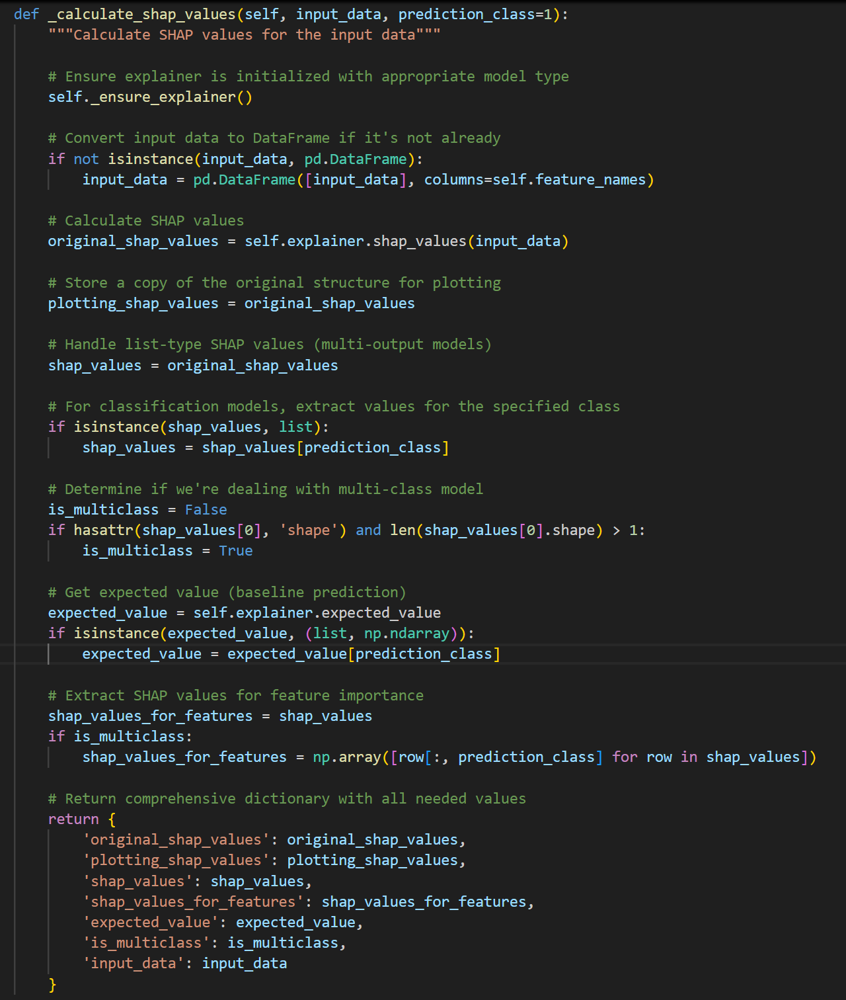 def _calculate_shap_values(self, input_data, prediction_class=1):
    """Calculate SHAP values for the input data"""

    # Ensure explainer is initialized with appropriate model type
    self._ensure_explainer()

    # Convert input data to DataFrame if it's not already
    if not isinstance(input_data, pd.DataFrame):
        input_data = pd.DataFrame([input_data], columns=self.feature_names)

    # Calculate SHAP values
    original_shap_values = self.explainer.shap_values(input_data)

    # Store a copy of the original structure for plotting
    plotting_shap_values = original_shap_values

    # Handle list-type SHAP values (multi-output models)
    shap_values = original_shap_values

    # For classification models, extract values for the specified class
    if isinstance(shap_values, list):
        shap_values = shap_values[prediction_class]

    # Determine if we're dealing with multi-class model
    is_multiclass = False
    if hasattr(shap_values[0], 'shape') and len(shap_values[0].shape) > 1:
        is_multiclass = True

    # Get expected value (baseline prediction)
    expected_value = self.explainer.expected_value
    if isinstance(expected_value, (list, np.ndarray)):
        expected_value = expected_value[prediction_class]

    # Extract SHAP values for feature importance
    shap_values_for_features = shap_values
    if is_multiclass:
        shap_values_for_features = np.array([row[:, prediction_class] for row in shap_values])

    # Return comprehensive dictionary with all needed values
    return {
        'original_shap_values': original_shap_values,
        'plotting_shap_values': plotting_shap_values,
        'shap_values': shap_values,
        'shap_values_for_features': shap_values_for_features,
        'expected_value': expected_value,
        'is_multiclass': is_multiclass,
        'input_data': input_data
    }